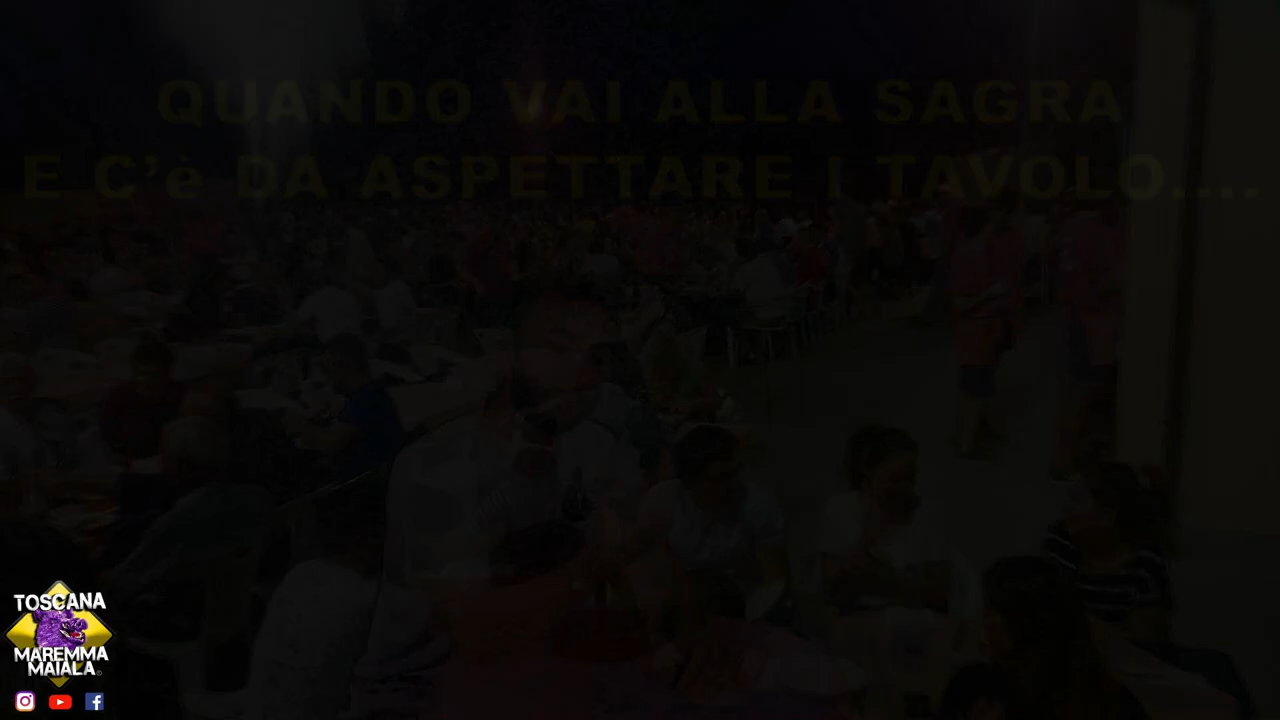 QUANDO VAI ALLA SAGRA
E C'è DA ASPETTARE I TAVOLO....
TOSCANA
MAREMMA
MAIALA